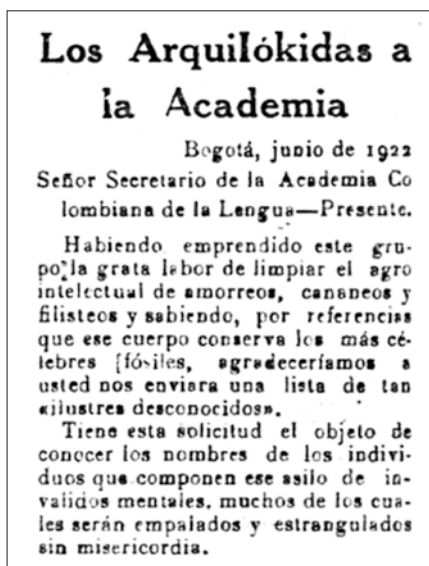 Los Arquilókidas a
la Academia
Bogotá, junio de 1922
Señor Secretario de la Academia Co
lombiana de la Lengua—Presente.
Habiendo emprendido este gru-
po la grata labor de limpiar el agro
intelectual de amorreos, cananeos y
filisteos y sabiendo, por referencias
que ese cuerpo conserva los más cé-
lebres [fósiles, agradeceríamos a
usted nos enviara una lista de tan
«ilustres desconocidos».
Tiene esta solicitud el objeto de
conocer los nombres de los indivi-
duos que componen ese asilo de in-
validos mentales, muchos de los cua-
les serán empalados y estrangulados
sin misericordia.